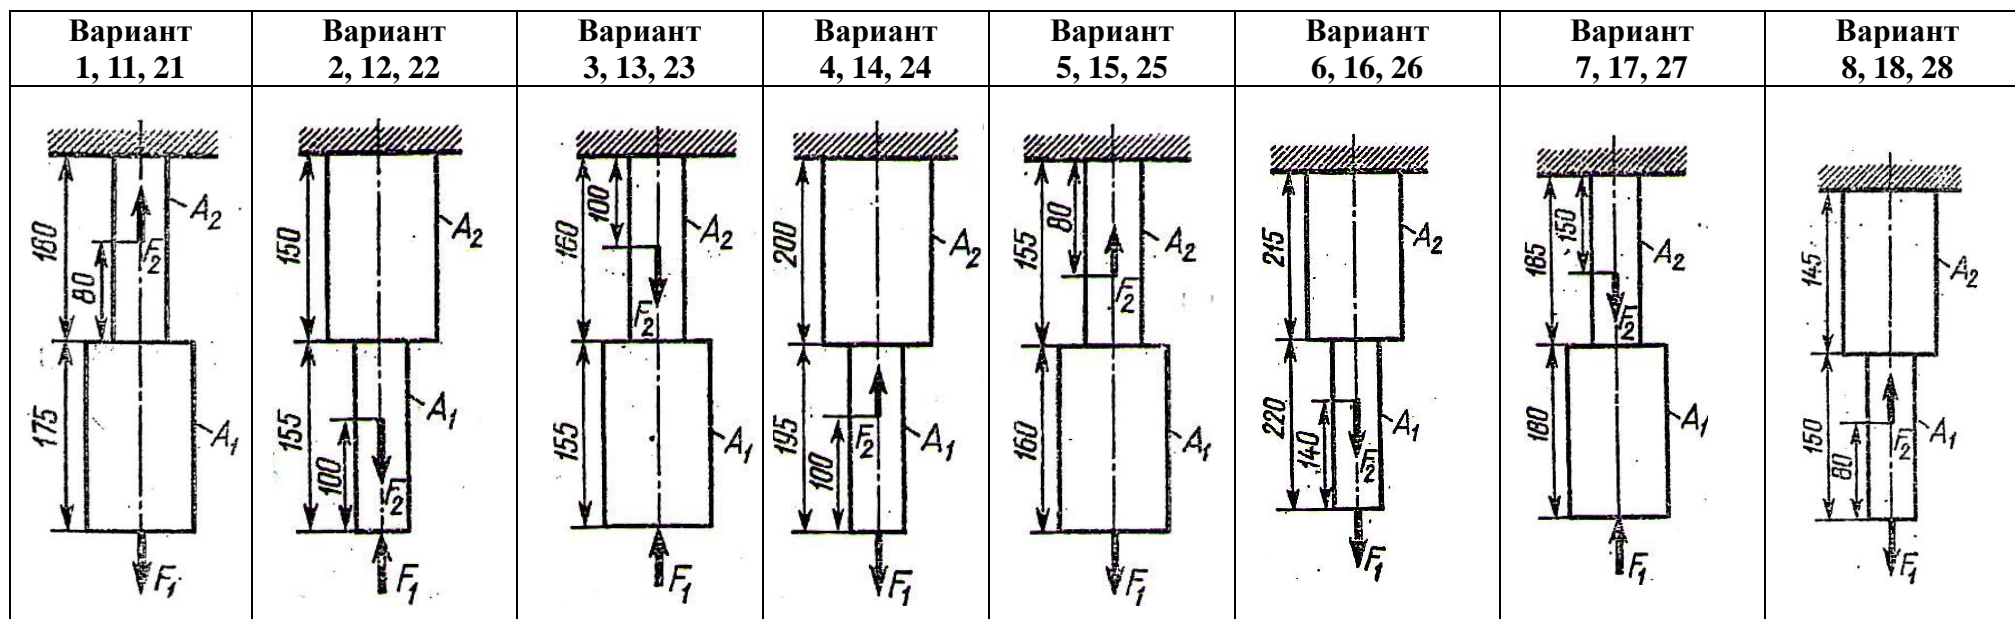 Вариант
1, 11, 21
Вариант
2, 12, 22
Вариант
3, 13, 23
Вариант
4, 14, 24
Вариант
5, 15, 25
Вариант
6, 16, 26
Вариант
7, 17, 27
Вариант
8, 18, 28
160
80
175
F₂
A₂
A₁
F₁
150
155
100
A₂
A₁
F₂
F₁
160
100
155
A₂
F₂
A₁
F₁
200
195
100
A₂
F₂
A₁
F₁
155
80
160
A₂
F₂
A₁
F₁
215
220
140
A₂
A₁
F₂
F₁
185
150
180
A₂
F₂
A₁
F₁
145
150
80
A₂
A₁
F₂
F₁